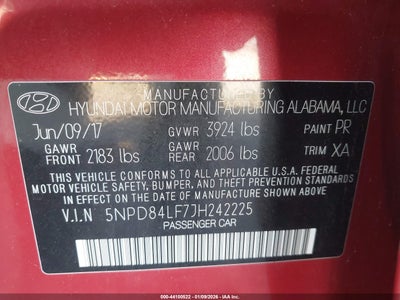 MANUFACTURED BY
HYUNDAI MOTOR MANUFACTURING ALABAMA, LLC
Jun/09/17 GVWR 3924 lbs PAINT PR
GAWR FRONT 2183 lbs GAWR REAR 2006 lbs TRIM XA
THIS VEHICLE CONFORMS TO ALL APPLICABLE FEDERAL
MOTOR VEHICLE SAFETY, BUMPER, AND THEFT PREVENTION
STANDARDS IN EFFECT ON THE DATE OF MANUFACTURE SHOWN ABOVE.
V.I.N 5NPD84LF7JH242225
PASSENGER CAR
000-44100522 - 01/09/2026 - IAA Inc.